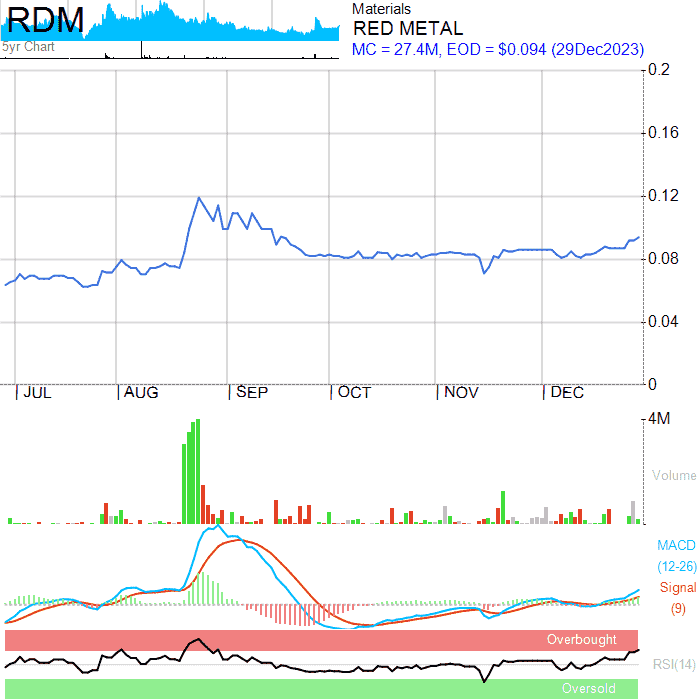 RDM
5yr Chart
Materials
RED METAL
MC = 27.4M, EOD = $0.094 (29Dec2023)
0.2
0.16
0.12
0.08
0.04
0
JUL AUG SEP OCT NOV DEC
4M
Volume
MACD
(12-26)
Signal
(9)
Overbought
RSI(14)
Oversold